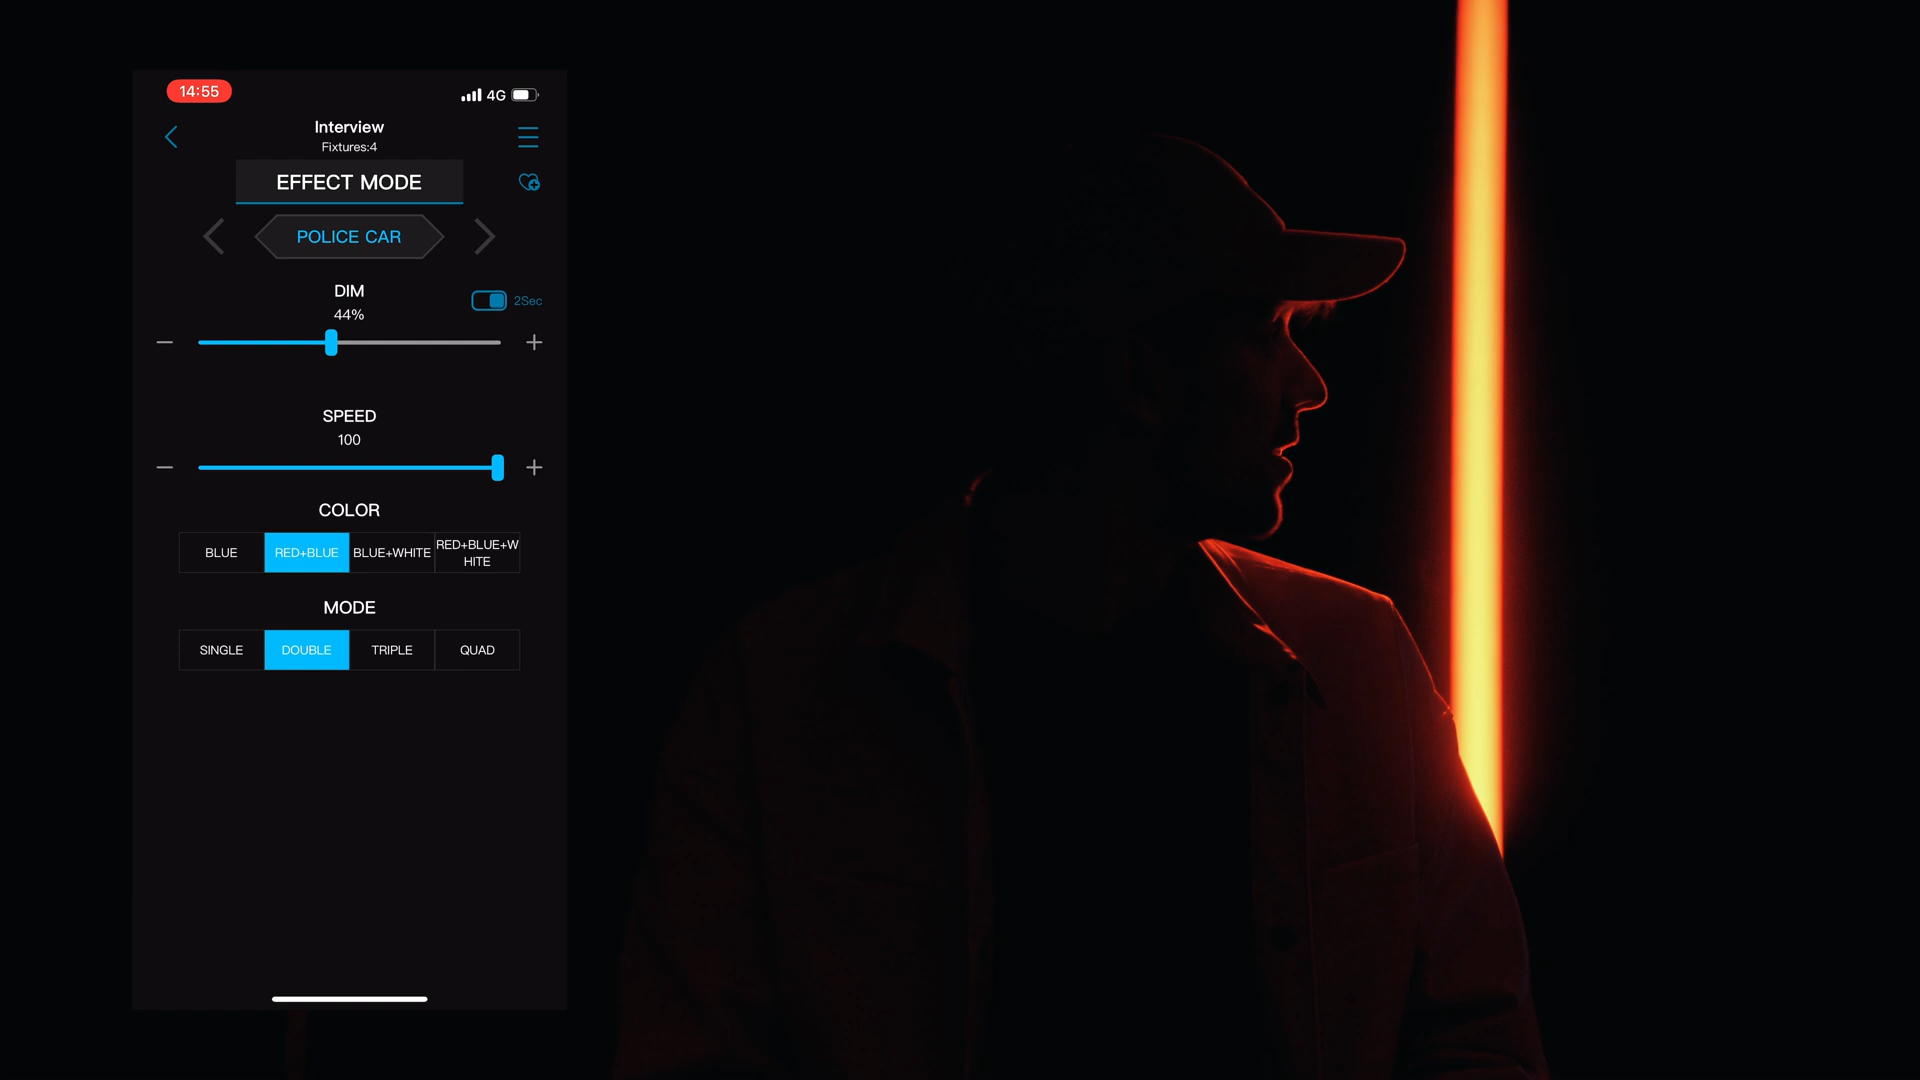 14:55
4G
Interview
Fixtures:4
EFFECT MODE
POLICE CAR
DIM
2Sec
44%
SPEED
100
COLOR
BLUE
RED+BLUE
BLUE+WHITE
RED+BLUE+W
HITE
MODE
SINGLE
DOUBLE
TRIPLE
QUAD